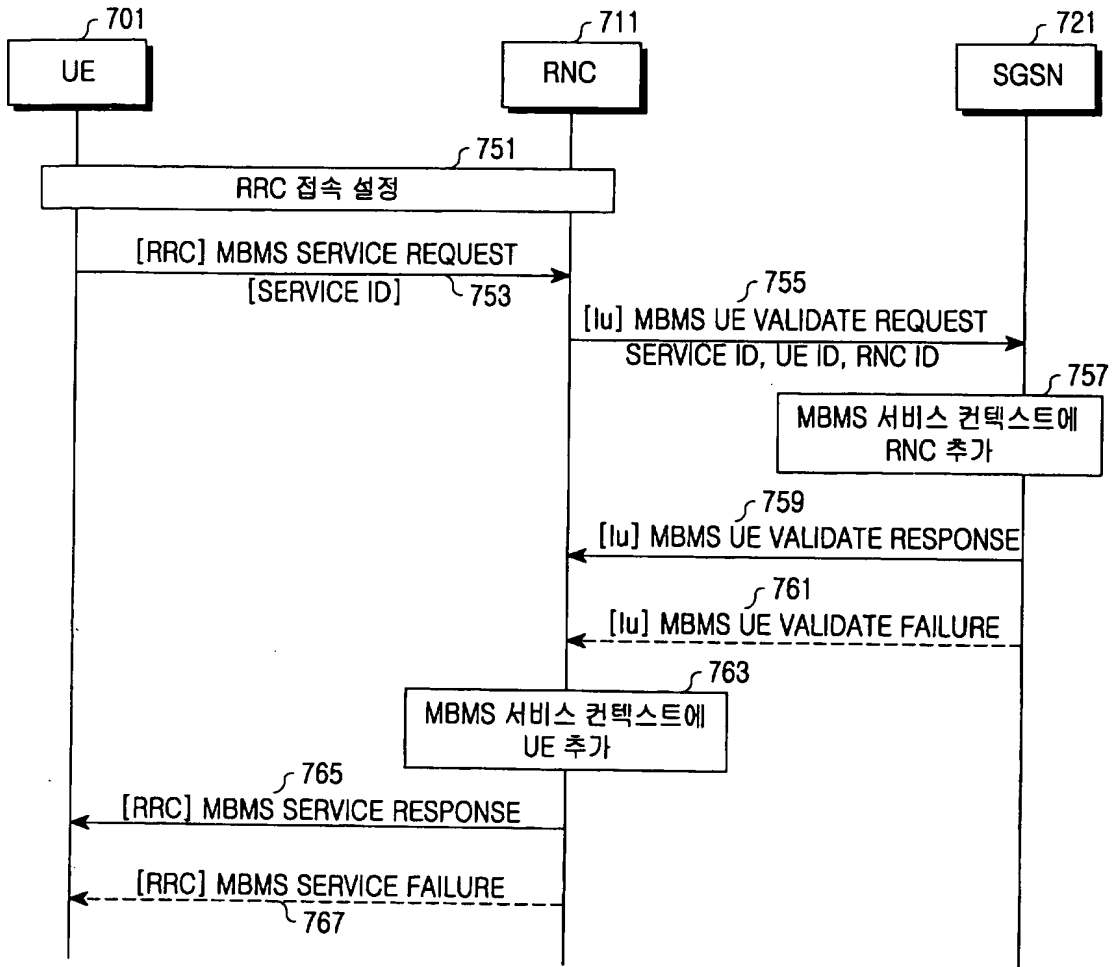 701
711
721
UE
RNC
SGSN
751
RRC 접속 설정
[RRC] MBMS SERVICE REQUEST
[SERVICE ID]
753
755
[Iu] MBMS UE VALIDATE REQUEST
SERVICE ID, UE ID, RNC ID
757
MBMS 서비스 컨텍스트에
RNC 추가
759
[Iu] MBMS UE VALIDATE RESPONSE
761
[Iu] MBMS UE VALIDATE FAILURE
763
MBMS 서비스 컨텍스트에
UE 추가
765
[RRC] MBMS SERVICE RESPONSE
[RRC] MBMS SERVICE FAILURE
767